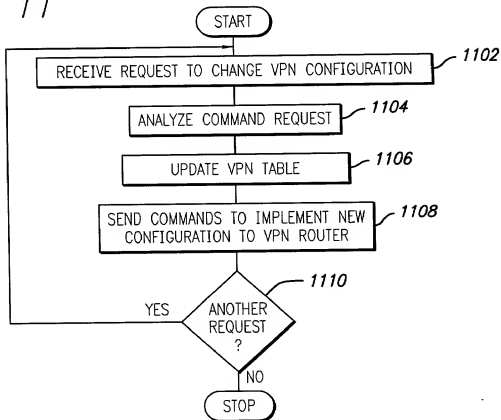 START
RECEIVE REQUEST TO CHANGE VPN CONFIGURATION
1102
ANALYZE COMMAND REQUEST
1104
UPDATE VPN TABLE
1106
SEND COMMANDS TO IMPLEMENT NEW
CONFIGURATION TO VPN ROUTER
1108
1110
YES
ANOTHER
REQUEST
?
NO
STOP